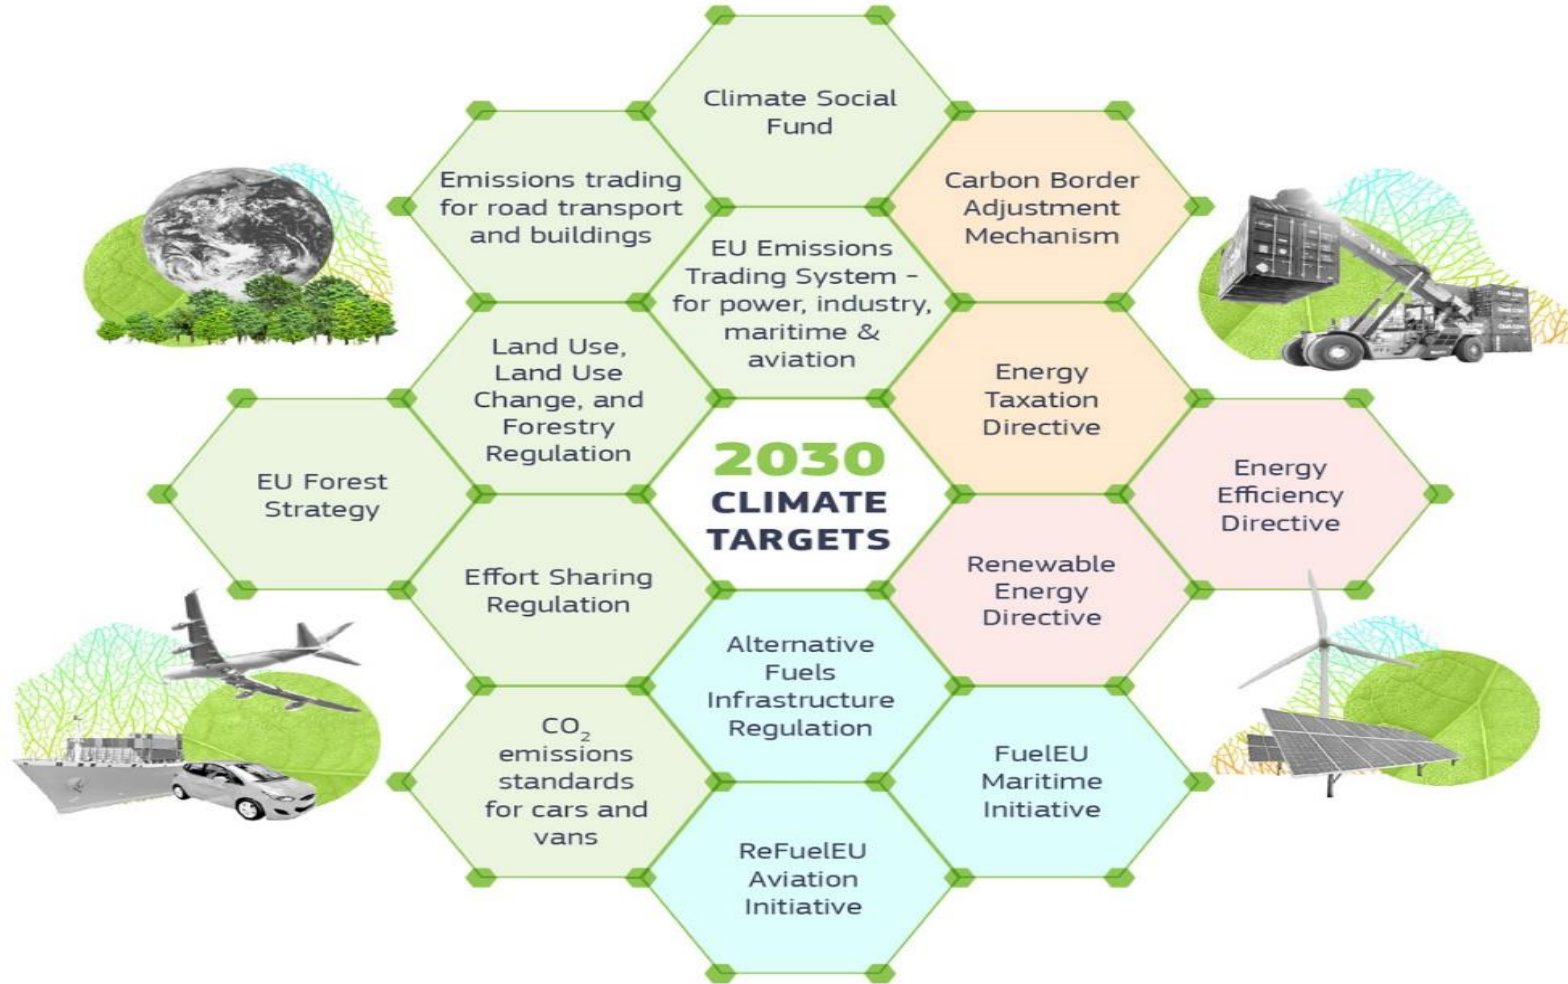 Climate Social
Fund
Emissions trading
for road transport
and buildings
Carbon Border
Adjustment
Mechanism
EU Emissions
Trading System -
for power, industry,
maritime &
aviation
Land Use,
Land Use
Change, and
Forestry
Regulation
Energy
Taxation
Directive
EU Forest
Strategy
2030
CLIMATE
TARGETS
Energy
Efficiency
Directive
Effort Sharing
Regulation
Renewable
Energy
Directive
Alternative
Fuels
Infrastructure
Regulation
CO₂
emissions
standards
for cars and
vans
FuelEU
Maritime
Initiative
ReFuelEU
Aviation
Initiative